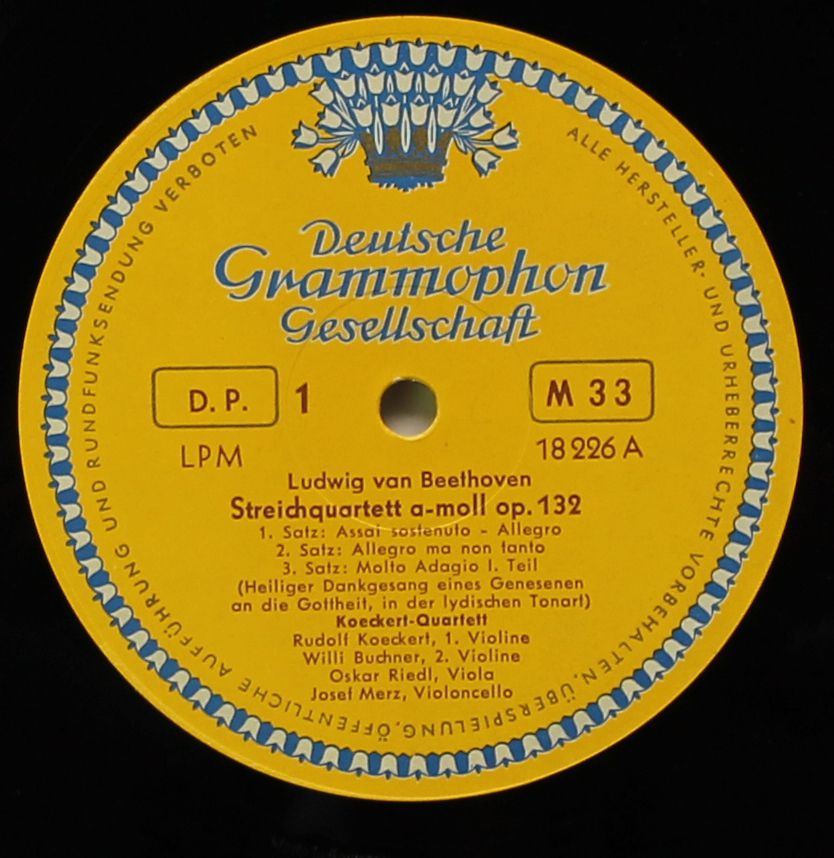 ALLE HERSTELLER- UND URHEBERRECHTE VORBEHALTEN. ÜBERSPIELUNG, ÖFFENTLICHE AUFFÜHRUNG UND RUNDFUNKSENDUNG VERBOTEN
Deutsche
Grammophon
Gesellschaft
D. P. 1 M 33
LPM 18 226 A
Ludwig van Beethoven
Streichquartett a-moll op. 132
1. Satz: Assai sostenuto - Allegro
2. Satz: Allegro ma non tanto
3. Satz: Molto Adagio I. Teil
(Heiliger Dankgesang eines Genesenen
an die Gottheit, in der lydischen Tonart)
Koeckert-Quartett
Rudolf Koeckert, 1. Violine
Willi Buchner, 2. Violine
Oskar Riedl, Viola
Josef Merz, Violoncello